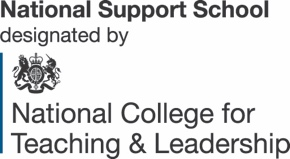 National Support School
designated by
National College for
Teaching & Leadership